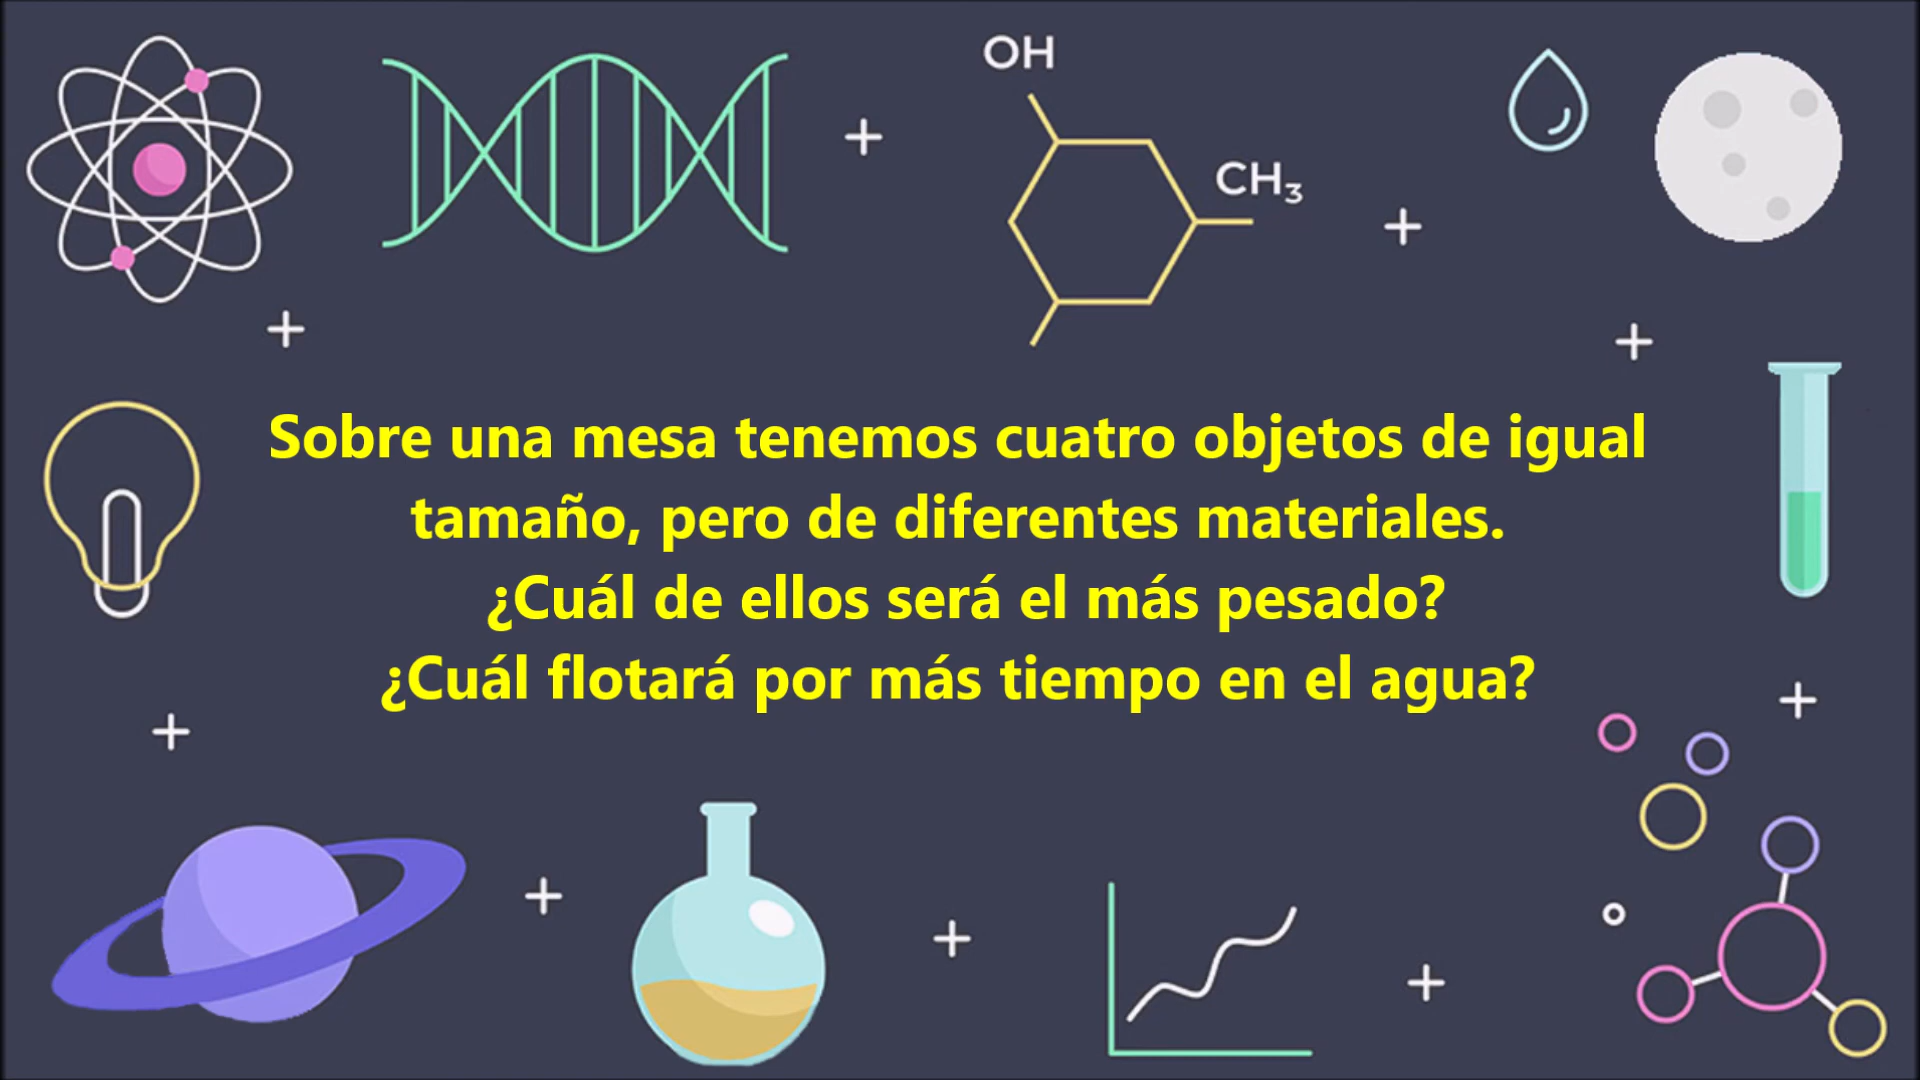 OH
CH₃
Sobre una mesa tenemos cuatro objetos de igual
tamaño, pero de diferentes materiales.
¿Cuál de ellos será el más pesado?
¿Cuál flotará por más tiempo en el agua?